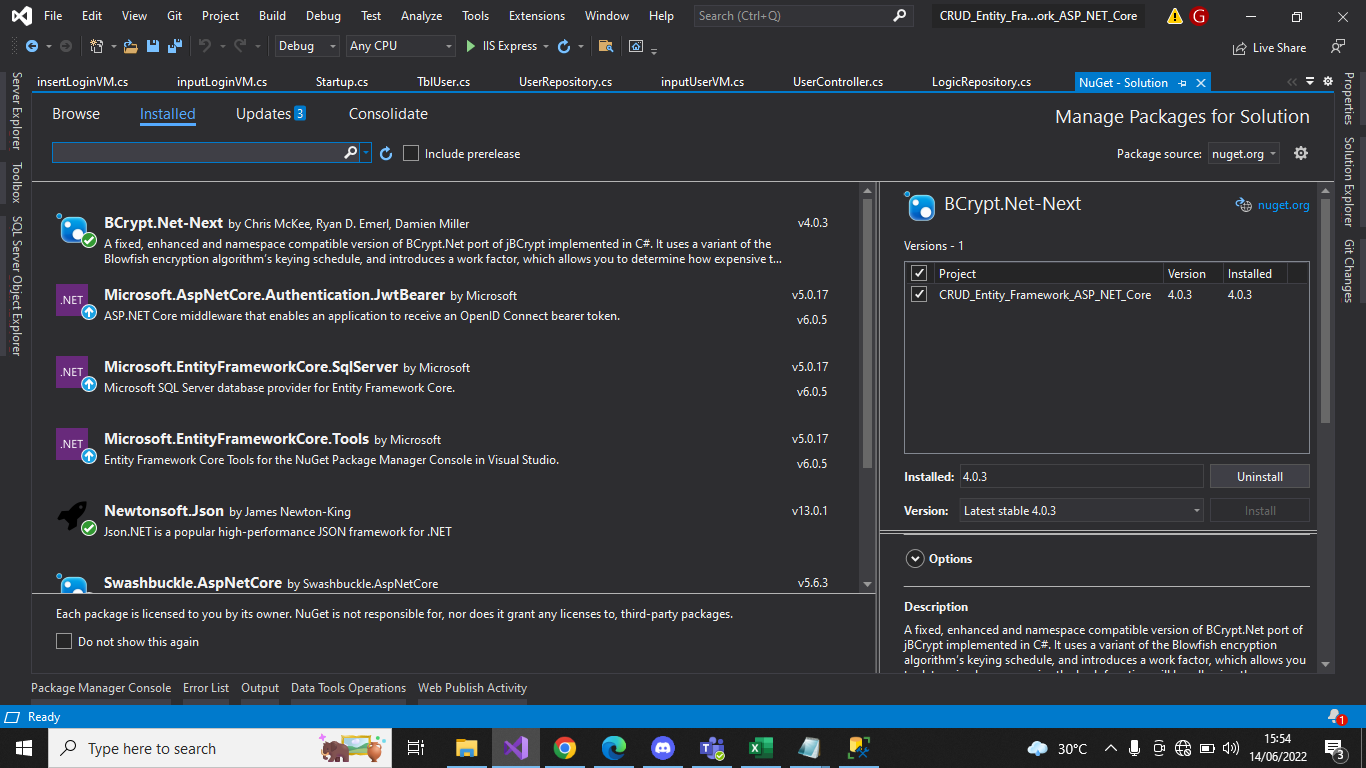 File Edit View Git Project Build Debug Test Analyze Tools Extensions Window Help Search (Ctrl+Q) CRUD_Entity_Fra...ork_ASP_NET_Core G
Debug Any CPU IIS Express Live Share
insertLoginVM.cs inputLoginVM.cs Startup.cs TblUser.cs UserRepository.cs inputUserVM.cs UserController.cs LogicRepository.cs NuGet - Solution
Server Explorer
Toolbox
SQL Server Object Explorer
Browse Installed Updates 3 Consolidate
Manage Packages for Solution
Include prerelease
Package source: nuget.org
BCrypt.Net-Next by Chris McKee, Ryan D. Emerl, Damien Miller v4.0.3
A fixed, enhanced and namespace compatible version of BCrypt.Net port of jBCrypt implemented in C#. It uses a variant of the
Blowfish encryption algorithm's keying schedule, and introduces a work factor, which allows you to determine how expensive t...
.NET
Microsoft.AspNetCore.Authentication.JwtBearer by Microsoft v5.0.17
ASP.NET Core middleware that enables an application to receive an OpenID Connect bearer token. v6.0.5
.NET
Microsoft.EntityFrameworkCore.SqlServer by Microsoft v5.0.17
Microsoft SQL Server database provider for Entity Framework Core. v6.0.5
.NET
Microsoft.EntityFrameworkCore.Tools by Microsoft v5.0.17
Entity Framework Core Tools for the NuGet Package Manager Console in Visual Studio. v6.0.5
Newtonsoft.Json by James Newton-King v13.0.1
Json.NET is a popular high-performance JSON framework for .NET
Swashbuckle.AspNetCore by Swashbuckle.AspNetCore v5.6.3
Each package is licensed to you by its owner. NuGet is not responsible for, nor does it grant any licenses to, third-party packages.
Do not show this again
BCrypt.Net-Next nuget.org
Versions - 1
Project Version Installed
CRUD_Entity_Framework_ASP_NET_Core 4.0.3 4.0.3
Installed: 4.0.3 Uninstall
Version: Latest stable 4.0.3 Install
Options
Description
A fixed, enhanced and namespace compatible version of BCrypt.Net port of
jBCrypt implemented in C#. It uses a variant of the Blowfish encryption
algorithm's keying schedule, and introduces a work factor, which allows you
Properties
Solution Explorer
Git Changes
Package Manager Console Error List Output Data Tools Operations Web Publish Activity
Ready 1
Type here to search 30°C 15:54
14/06/2022 3